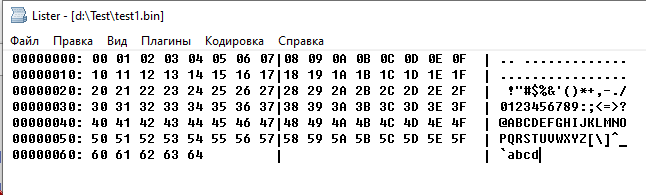 Lister - [d:\Test\test1.bin]
Файл Правка Вид Плагины Кодировка Справка
00000000: 00 01 02 03 04 05 06 07|08 09 0A 0B 0C 0D 0E 0F | .. .............
00000010: 10 11 12 13 14 15 16 17|18 19 1A 1B 1C 1D 1E 1F | ................
00000020: 20 21 22 23 24 25 26 27|28 29 2A 2B 2C 2D 2E 2F | !"#$%&'()*+,-./
00000030: 30 31 32 33 34 35 36 37|38 39 3A 3B 3C 3D 3E 3F | 0123456789:;<=>?
00000040: 40 41 42 43 44 45 46 47|48 49 4A 4B 4C 4D 4E 4F | @ABCDEFGHIJKLMNO
00000050: 50 51 52 53 54 55 56 57|58 59 5A 5B 5C 5D 5E 5F | PQRSTUVWXYZ[\]^_
00000060: 60 61 62 63 64 | | `abcd